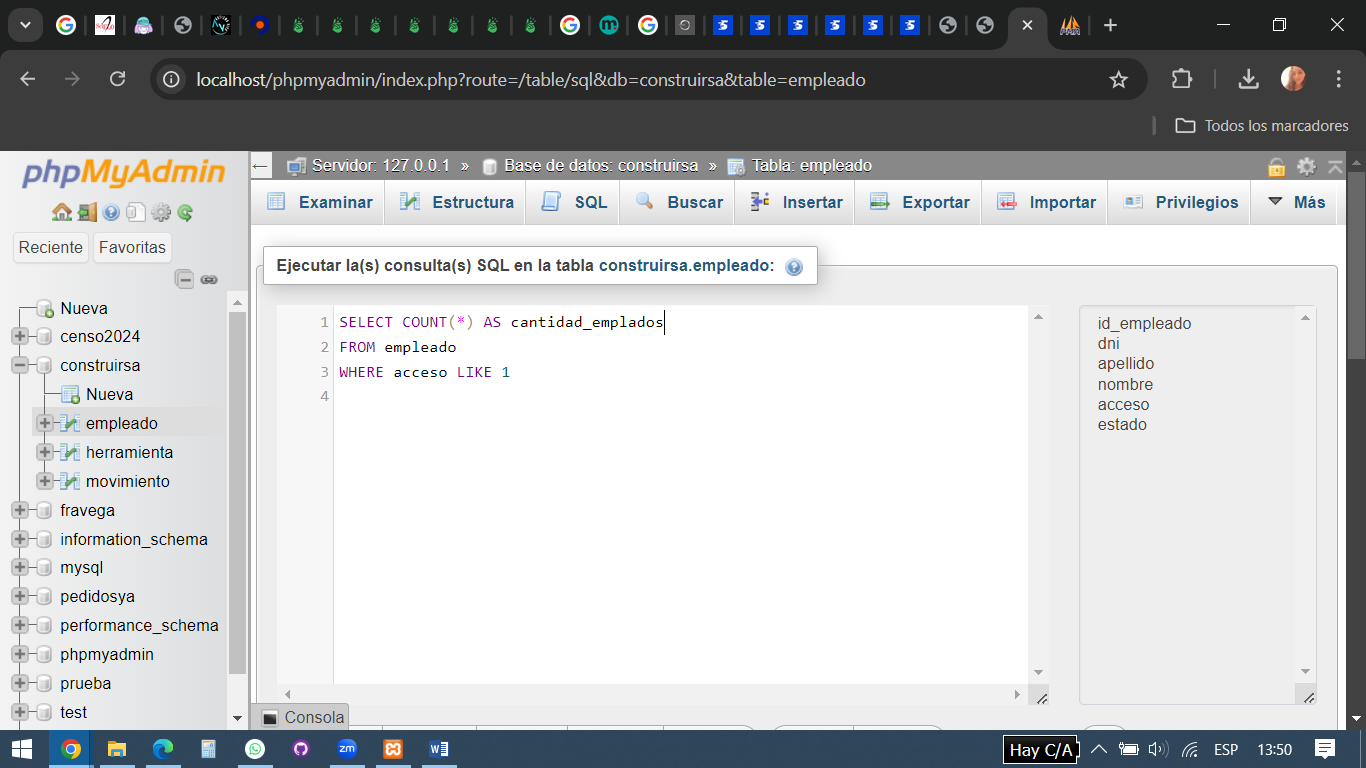 localhost/phpmyadmin/index.php?route=/table/sql&db=construirsa&table=empleado
Todos los marcadores
phpMyAdmin
Reciente Favoritas
Nueva
censo2024
construirsa
Nueva
empleado
herramienta
movimiento
fravega
information_schema
mysql
pedidosya
performance_schema
phpmyadmin
prueba
test
Servidor: 127.0.0.1 » Base de datos: construirsa » Tabla: empleado
Examinar Estructura SQL Buscar Insertar Exportar Importar Privilegios Más
Ejecutar la(s) consulta(s) SQL en la tabla construirsa.empleado:
1 SELECT COUNT(*) AS cantidad_emplados
2 FROM empleado
3 WHERE acceso LIKE 1
4
id_empleado
dni
apellido
nombre
acceso
estado
Consola
zm
Hay C/A ESP 13:50